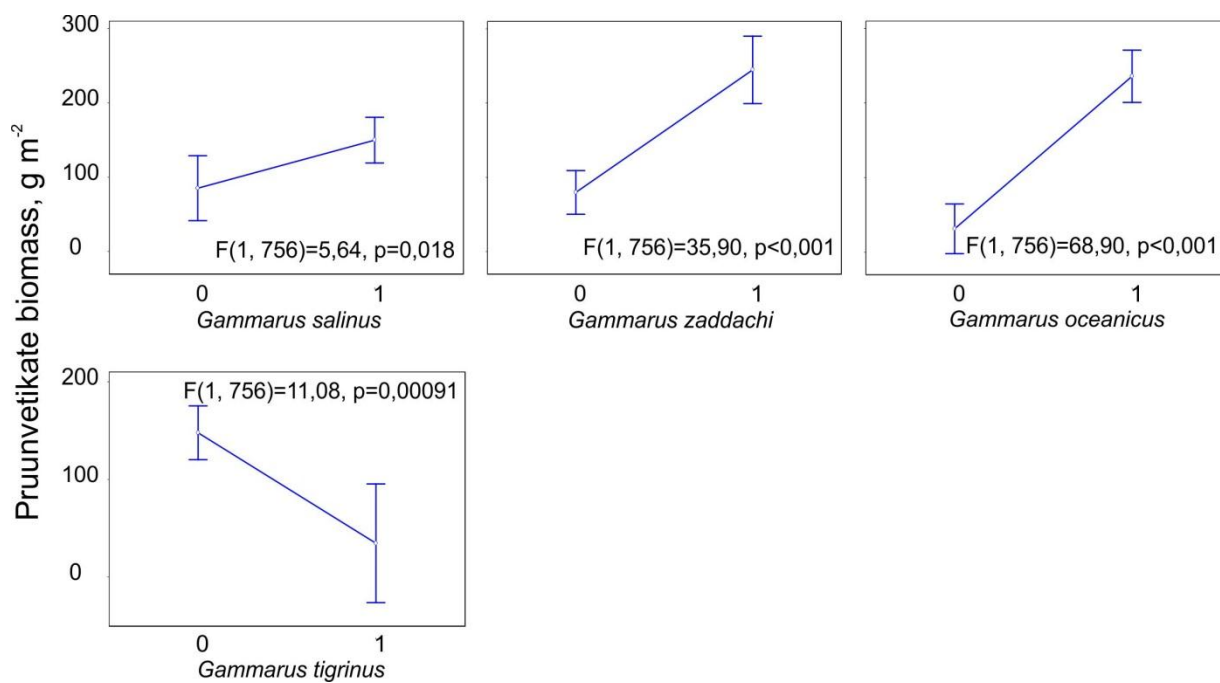 Pruunvetikate biomass, g m⁻²
300
200
100
0
F(1, 756)=5,64, p=0,018
0 1
Gammarus salinus
F(1, 756)=35,90, p<0,001
0 1
Gammarus zaddachi
F(1, 756)=68,90, p<0,001
0 1
Gammarus oceanicus
200
100
0
F(1, 756)=11,08, p=0,00091
0 1
Gammarus tigrinus